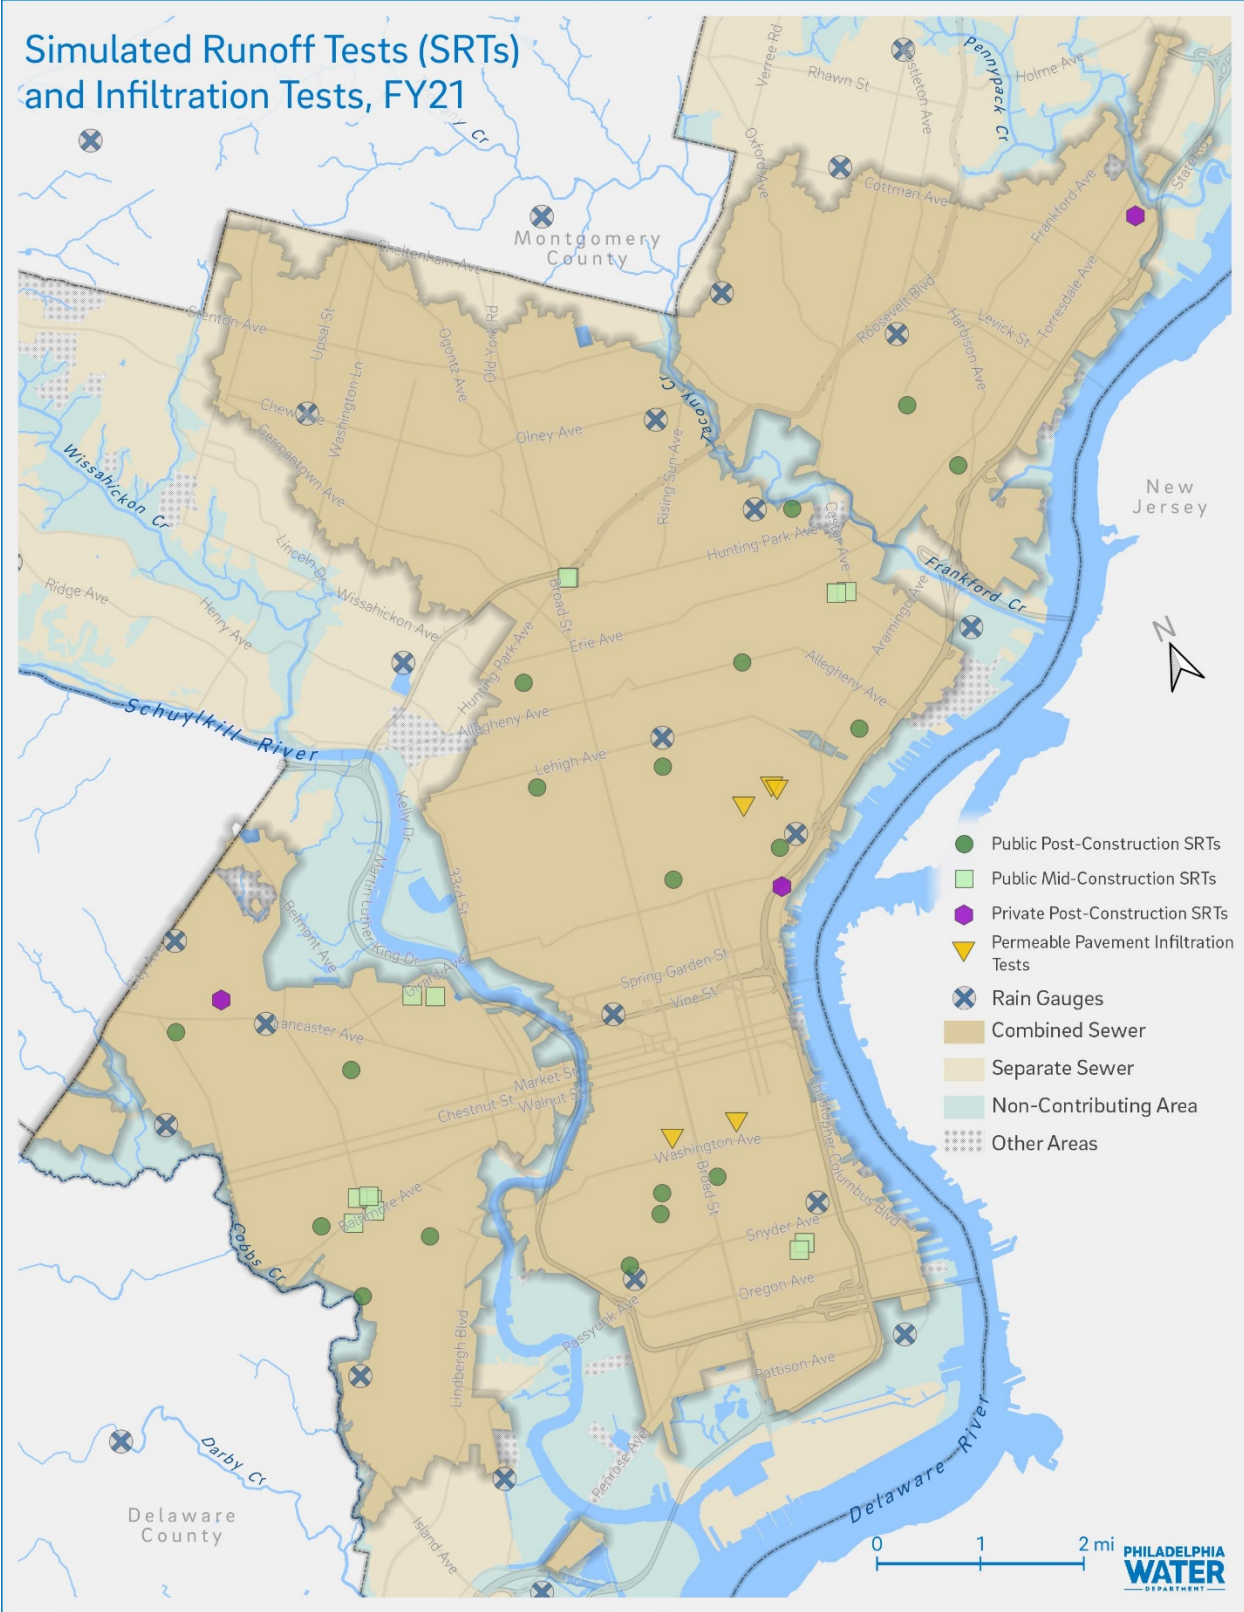 Simulated Runoff Tests (SRTs)
and Infiltration Tests, FY21
Cr
Verree Rd
Rhawn St
Pennypack Cr
Holme Ave
Oxford Ave
Cottman Ave
Frankford Ave
State Rd
Montgomery
County
Cheltenham Ave
Stenton Ave
Upsal St
Washington Ln
Ogontz Ave
Old York Rd
Roosevelt Blvd
Harbison Ave
Levick St
Torresdale Ave
Tacony Cr
Olney Ave
Rising Sun Ave
Germantown Ave
Wissahickon Cr
Lincoln Dr
Wissahickon Ave
Ridge Ave
Henry Ave
New
Jersey
Castor Ave
Hunting Park Ave
Frankford Cr
Aramingo Ave
Broad St
Erie Ave
Hunting Park Ave
Allegheny Ave
Allegheny Ave
Lehigh Ave
N
Schuylkill River
Kelly Dr
33rd St
Martin Luther King Dr
Belmont Ave
City Ave
Girard Ave
Lancaster Ave
Spring Garden St
Vine St
Market St
Chestnut St
Walnut St
Washington Ave
Broad St
Christopher Columbus Blvd
Baltimore Ave
Snyder Ave
Oregon Ave
Passyunk Ave
Pattison Ave
Cobbs Cr
Lindbergh Blvd
Penrose Ave
Island Ave
Darby Cr
Delaware
County
Delaware River
Public Post-Construction SRTs
Public Mid-Construction SRTs
Private Post-Construction SRTs
Permeable Pavement Infiltration
Tests
Rain Gauges
Combined Sewer
Separate Sewer
Non-Contributing Area
Other Areas
0 1 2 mi
PHILADELPHIA
WATER
DEPARTMENT